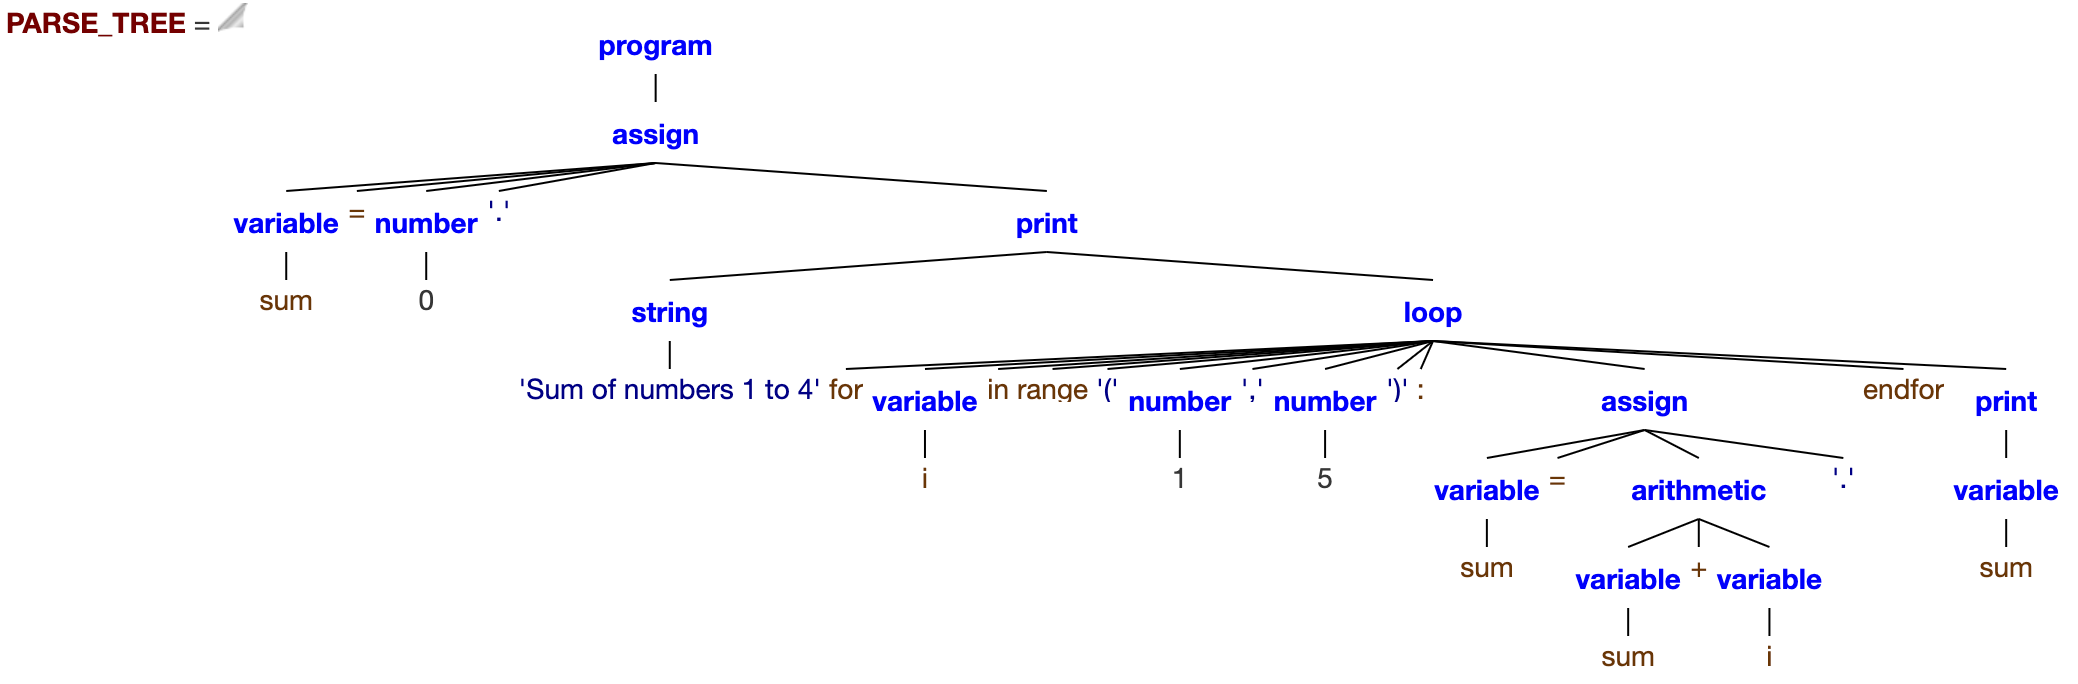 PARSE_TREE =
program
assign
variable = number '.' print
sum 0 string loop
'Sum of numbers 1 to 4' for variable in range '(' number ',' number ')' : assign endfor print
i 1 5 variable = arithmetic '.' variable
sum variable + variable sum
sum i